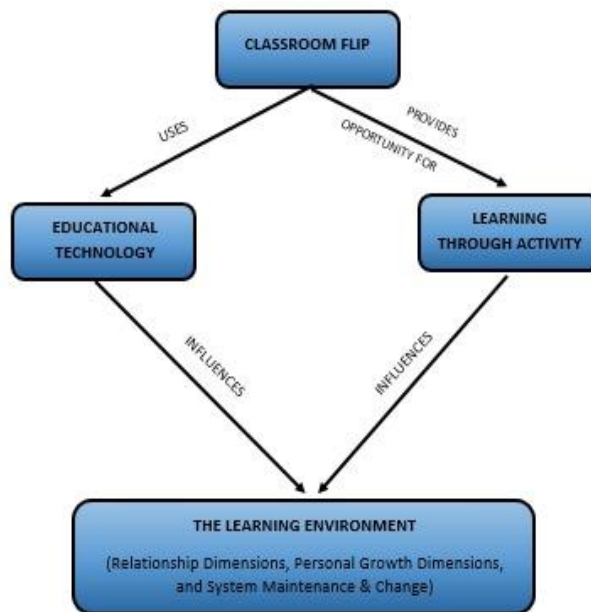 CLASSROOM FLIP
USES
PROVIDES
OPPORTUNITY FOR
EDUCATIONAL
TECHNOLOGY
LEARNING
THROUGH ACTIVITY
INFLUENCES
INFLUENCES
THE LEARNING ENVIRONMENT
(Relationship Dimensions, Personal Growth Dimensions,
and System Maintenance & Change)